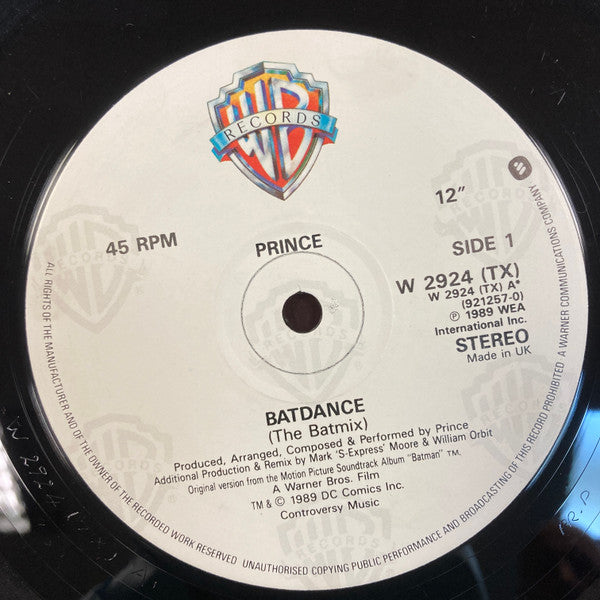 WB
RECORDS
12”
45 RPM
PRINCE
SIDE 1
W 2924 (TX)
W 2924 (TX) A*
(921257-0)
℗ 1989 WEA
International Inc.
STEREO
Made in UK
BATDANCE
(The Batmix)
Produced, Arranged, Composed & Performed by Prince
Additional Production & Remix by Mark 'S-Express' Moore & William Orbit
Original version from the Motion Picture Soundtrack Album “Batman” TM.
A Warner Bros. Film
TM & © 1989 DC Comics Inc.
Controversy Music
ALL RIGHTS OF THE MANUFACTURER AND OF THE OWNER OF THE RECORDED WORK RESERVED UNAUTHORISED COPYING PUBLIC PERFORMANCE AND BROADCASTING OF THIS RECORD PROHIBITED A WARNER COMMUNICATIONS COMPANY